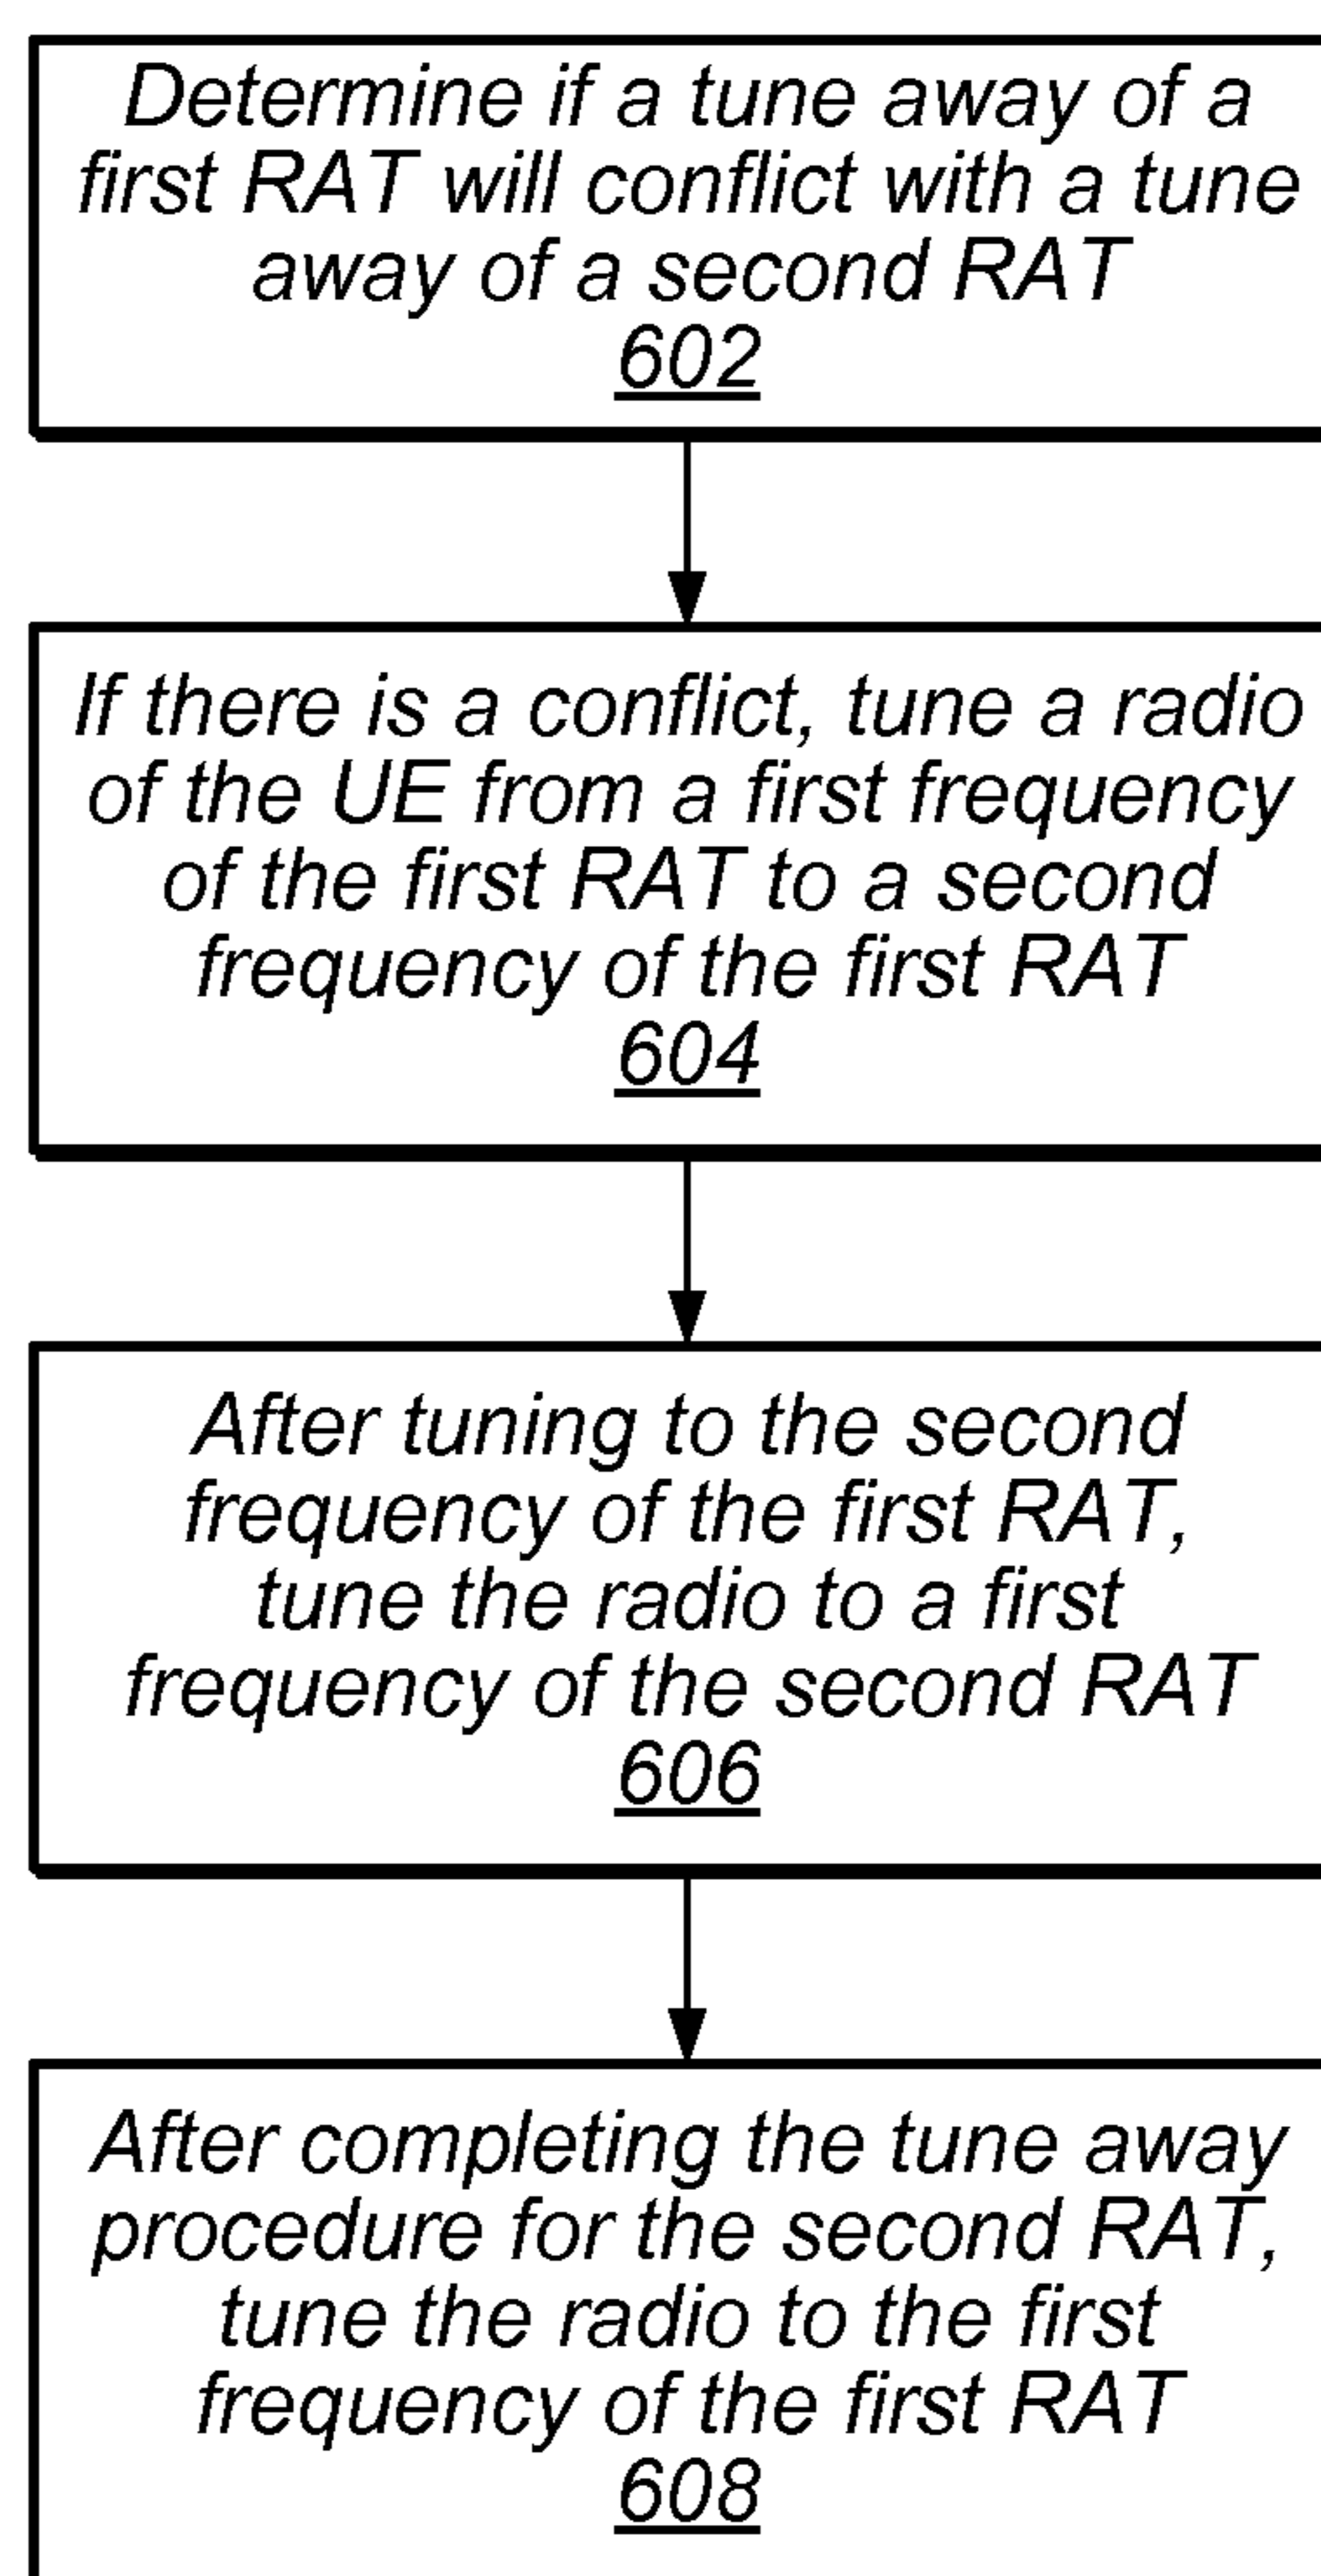 Determine if a tune away of a
first RAT will conflict with a tune
away of a second RAT
602
If there is a conflict, tune a radio
of the UE from a first frequency
of the first RAT to a second
frequency of the first RAT
604
After tuning to the second
frequency of the first RAT,
tune the radio to a first
frequency of the second RAT
606
After completing the tune away
procedure for the second RAT,
tune the radio to the first
frequency of the first RAT
608